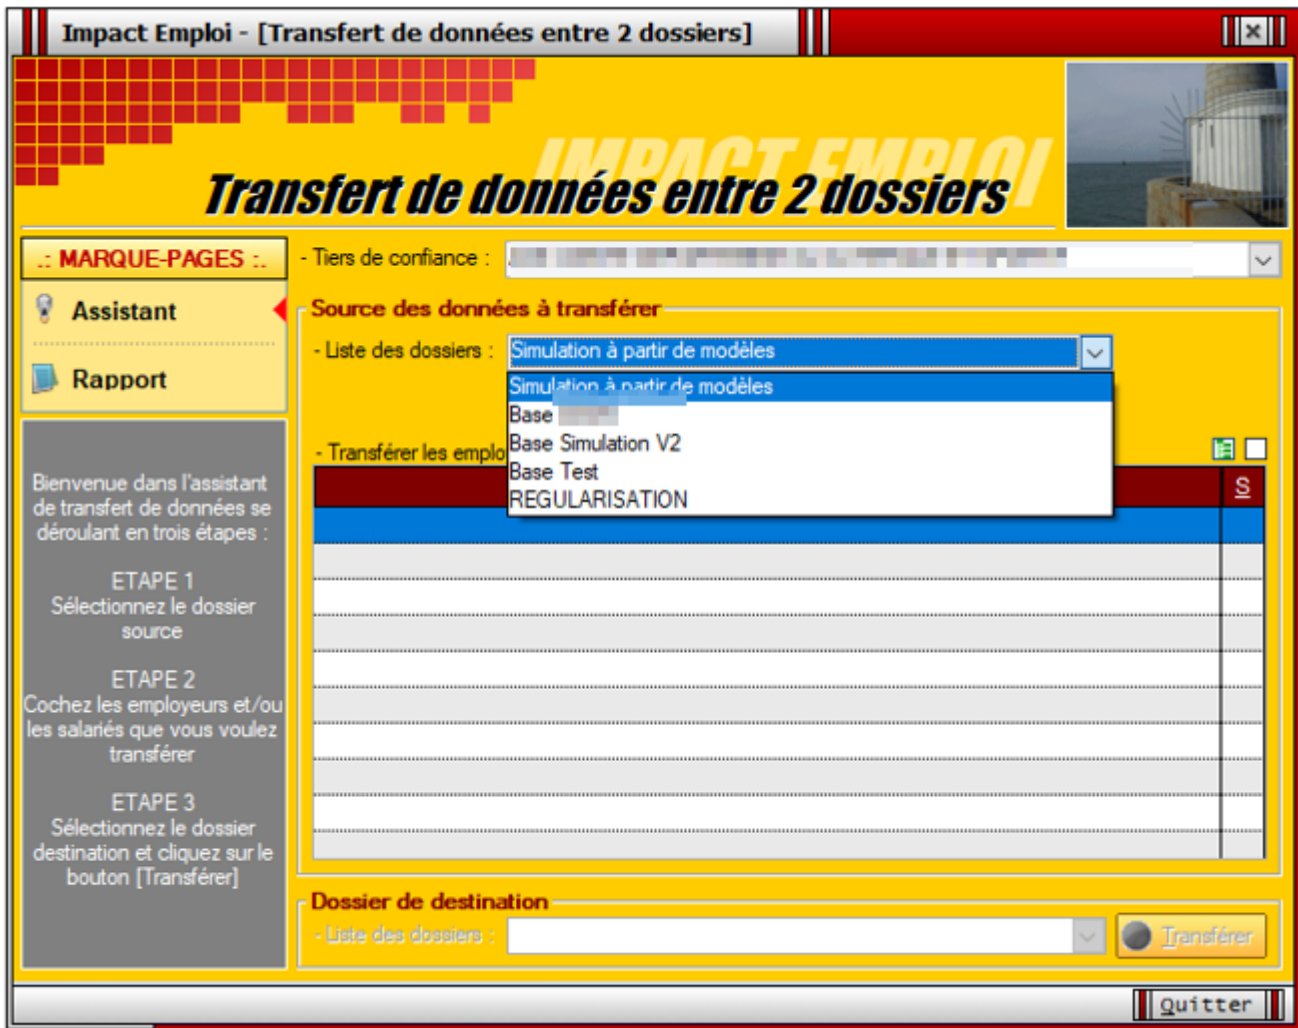 Impact Emploi - [Transfert de données entre 2 dossiers]
IMPACT EMPLOI
Transfert de données entre 2 dossiers
.: MARQUE-PAGES :.
Assistant
Rapport
- Tiers de confiance :
Source des données à transférer
- Liste des dossiers : Simulation à partir de modèles
Simulation à partir de modèles
Base
Base Simulation V2
Base Test
REGULARISATION
- Transférer les emplo
S
Bienvenue dans l'assistant
de transfert de données se
déroulant en trois étapes :
ETAPE 1
Sélectionnez le dossier
source
ETAPE 2
Cochez les employeurs et/ou
les salariés que vous voulez
transférer
ETAPE 3
Sélectionnez le dossier
destination et cliquez sur le
bouton [Transférer]
Dossier de destination
- Liste des dossiers :
Transférer
Quitter